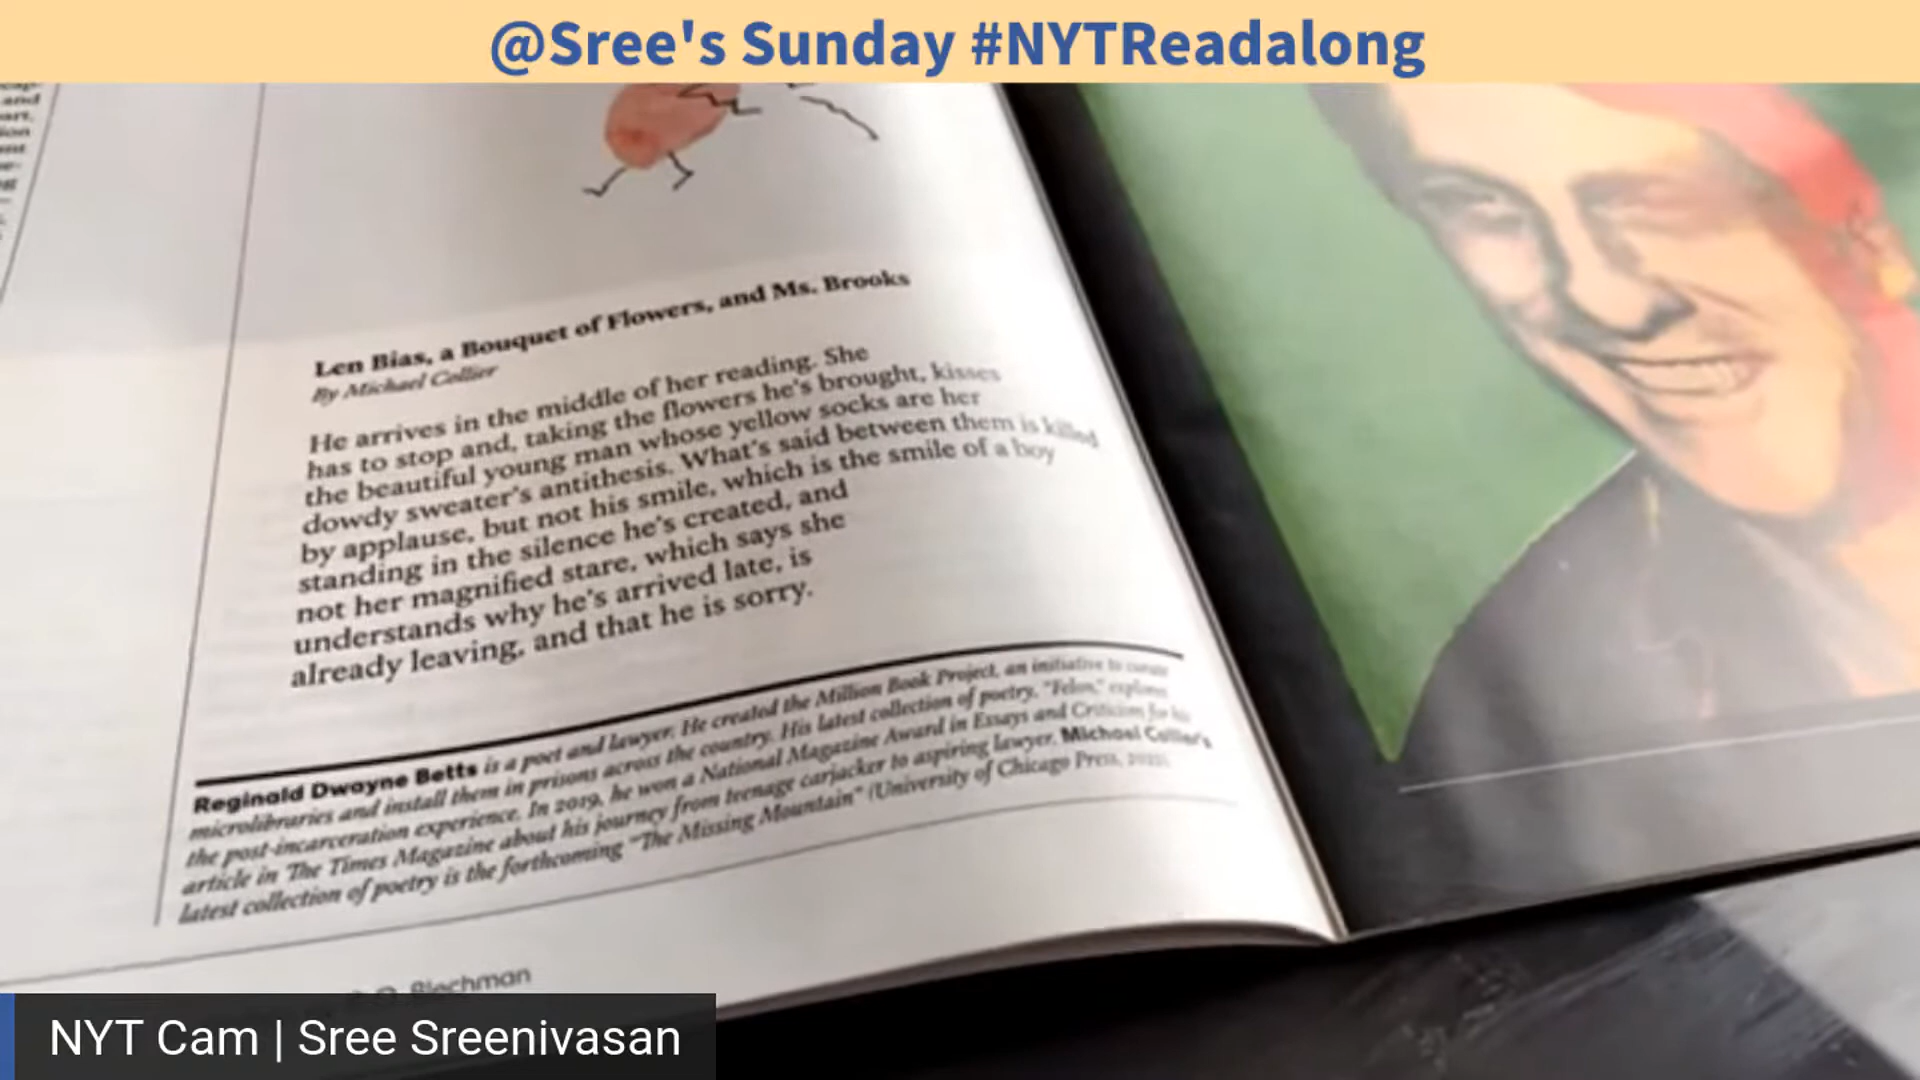 @Sree's Sunday #NYTReadalong
and
Len Bias, a Bouquet of Flowers, and Ms. Brooks
By Michael Collier
He arrives in the middle of her reading. She
has to stop and, taking the flowers he's brought, kisses
the beautiful young man whose yellow socks are her
dowdy sweater's antithesis. What's said between them is killed
by applause, but not his smile, which is the smile of a boy
standing in the silence he's created, and
not her magnified stare, which says she
understands why he's arrived late, is
already leaving, and that he is sorry.
Reginald Dwayne Betts is a poet and lawyer. He created the Million Book Project, an initiative to curate
microlibraries and install them in prisons across the country. His latest collection of poetry, "Felon," explores
the post-incarceration experience. In 2019, he won a National Magazine Award in Essays and Criticism for his
article in The Times Magazine about his journey from teenage carjacker to aspiring lawyer. Michael Collier's
latest collection of poetry is the forthcoming "The Missing Mountain" (University of Chicago Press,
Blechman
NYT Cam | Sree Sreenivasan